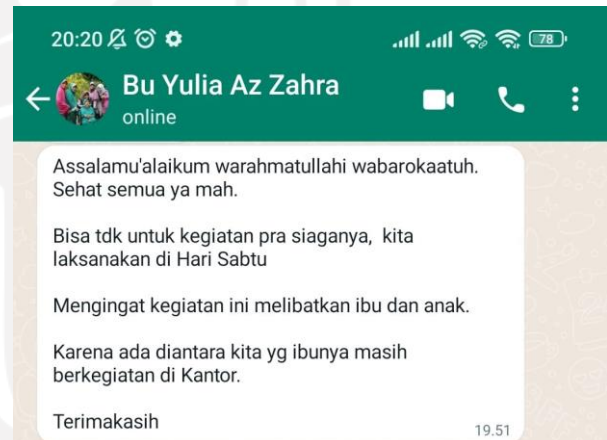 20:20
78
Bu Yulia Az Zahra
online
Assalamu'alaikum warahmatullahi wabarokaatuh.
Sehat semua ya mah.
Bisa tdk untuk kegiatan pra siaganya, kita
laksanakan di Hari Sabtu
Mengingat kegiatan ini melibatkan ibu dan anak.
Karena ada diantara kita yg ibunya masih
berkegiatan di Kantor.
Terimakasih
19.51